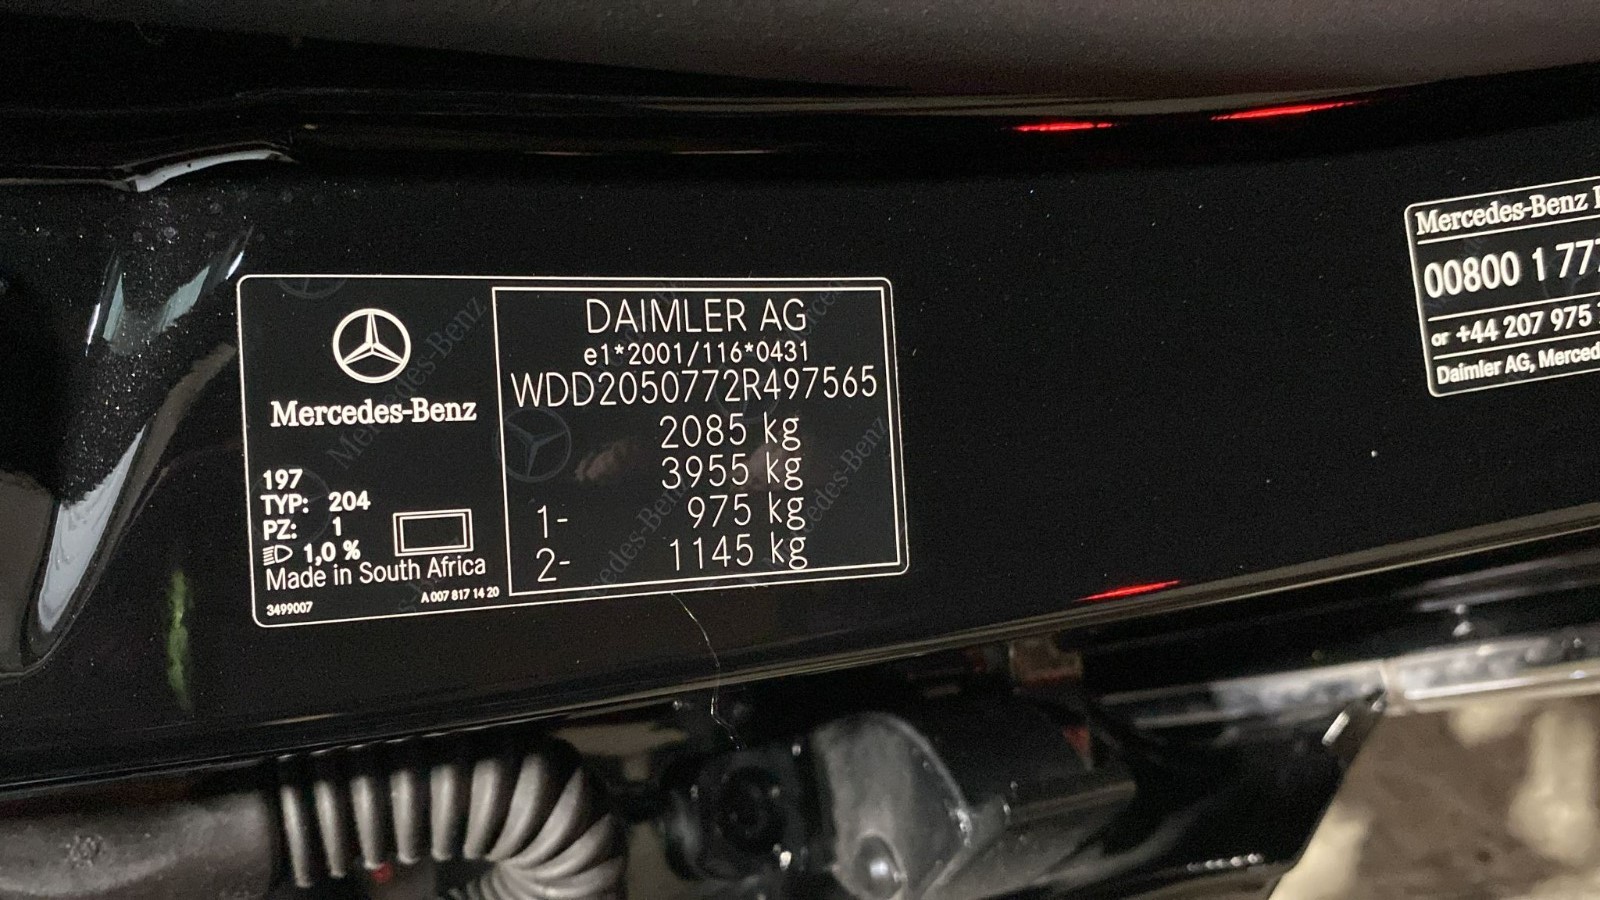 Mercedes-Benz
197
TYP: 204
PZ: 1
1,0 %
Made in South Africa
3499007
A 007 817 14 20
DAIMLER AG
e1*2001/116*0431
WDD2050772R497565
2085 kg
3955 kg
1- 975 kg
2- 1145 kg
Mercedes-Benz
00800 1 777
or +44 207 975
Daimler AG,